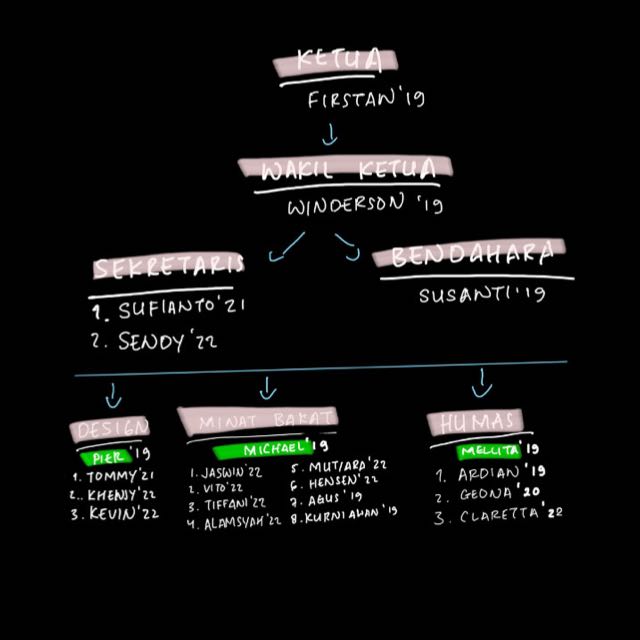 KETUA
FIRSTAN '19
WAKIL KETUA
WINDERSON '19
SEKRETARIS
1. SUFIANTO '21
2. SENDY '22
BENDAHARA
SUSANTI '19
DESIGN
PIER '19
1. TOMMY '21
2. KHENIY '22
3. KEVIN '22
MINAT BAKAT
MICHAEL '19
1. JASWIN '22
2. VITO '22
3. TIFFANI '22
4. ALAMSYAH '22
5. MUTIARA '22
6. HENSEN '22
7. AGUS '19
8. KURNIAWAN '19
HUMAS
MELLITA '19
1. ARDIAN '19
2. GEONA '20
3. CLARETTA '22